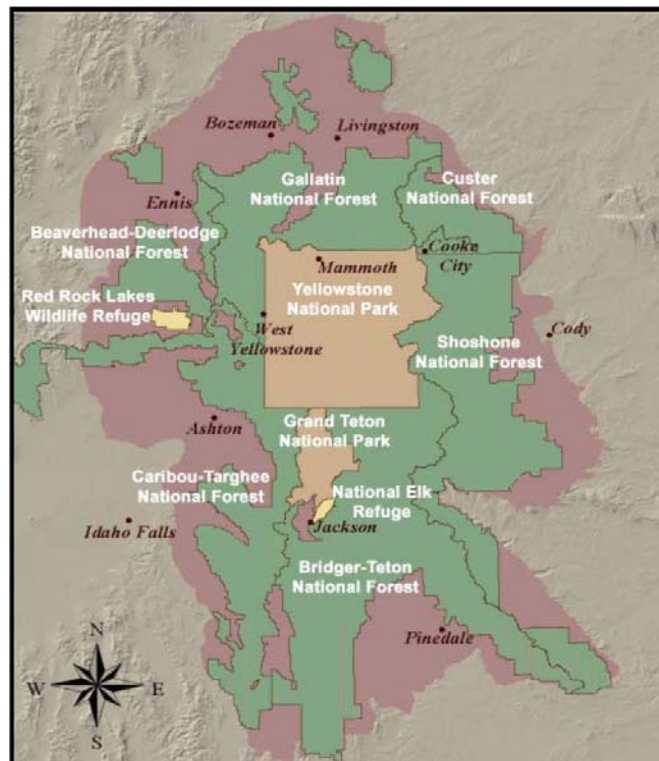 Bozeman
Livingston
Gallatin
National Forest
Custer
National Forest
Ennis
Beaverhead-Deerlodge
National Forest
Cooke
City
Mammoth
Yellowstone
National Park
Red Rock Lakes
Wildlife Refuge
West
Yellowstone
Cody
Shoshone
National Forest
Grand Teton
National Park
Ashton
Caribou-Targhee
National Forest
National Elk
Refuge
Idaho Falls
Jackson
Bridger-Teton
National Forest
Pinedale
N
W
E
S